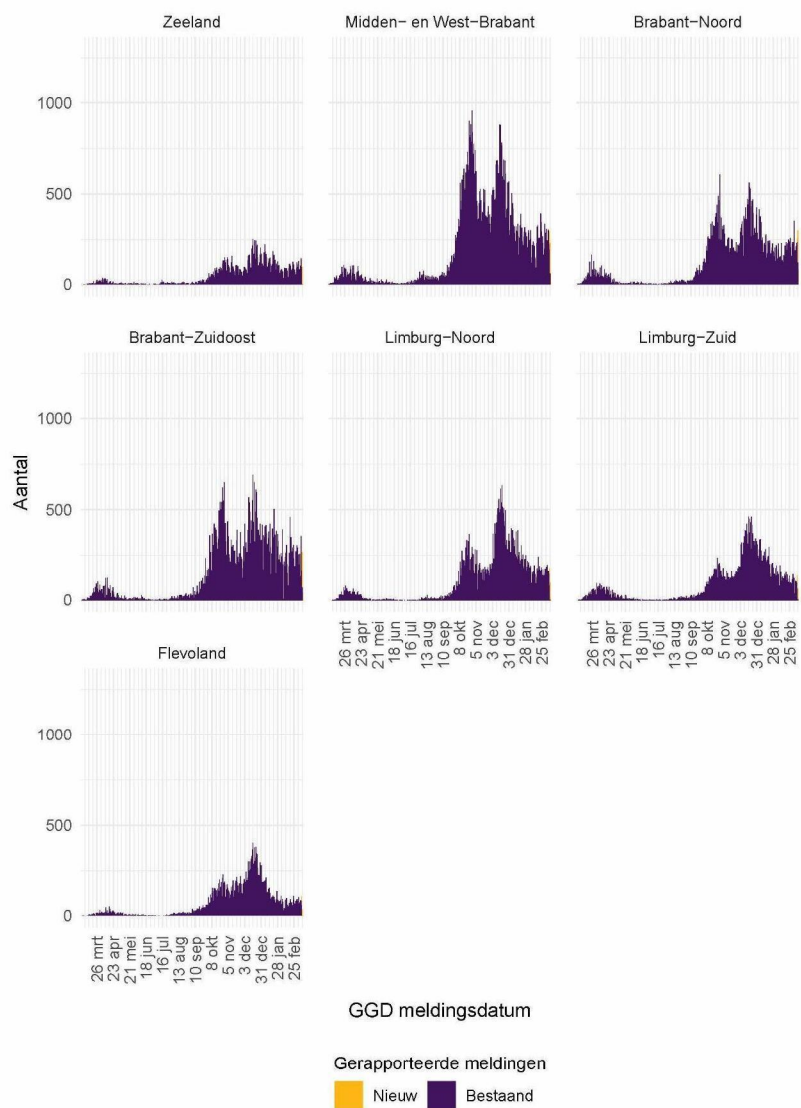 Zeeland
Midden- en West-Brabant
Brabant-Noord
1000
500
0
Brabant-Zuidoost
Limburg-Noord
Limburg-Zuid
Aantal
1000
500
0
26 mrt
23 apr
21 mei
18 jun
16 jul
13 aug
10 sep
8 okt
5 nov
3 dec
31 dec
28 jan
25 feb
26 mrt
23 apr
21 mei
18 jun
16 jul
13 aug
10 sep
8 okt
5 nov
3 dec
31 dec
28 jan
25 feb
Flevoland
1000
500
0
26 mrt
23 apr
21 mei
18 jun
16 jul
13 aug
10 sep
8 okt
5 nov
3 dec
31 dec
28 jan
25 feb
GGD meldingsdatum
Gerapporteerde meldingen
Nieuw
Bestaand